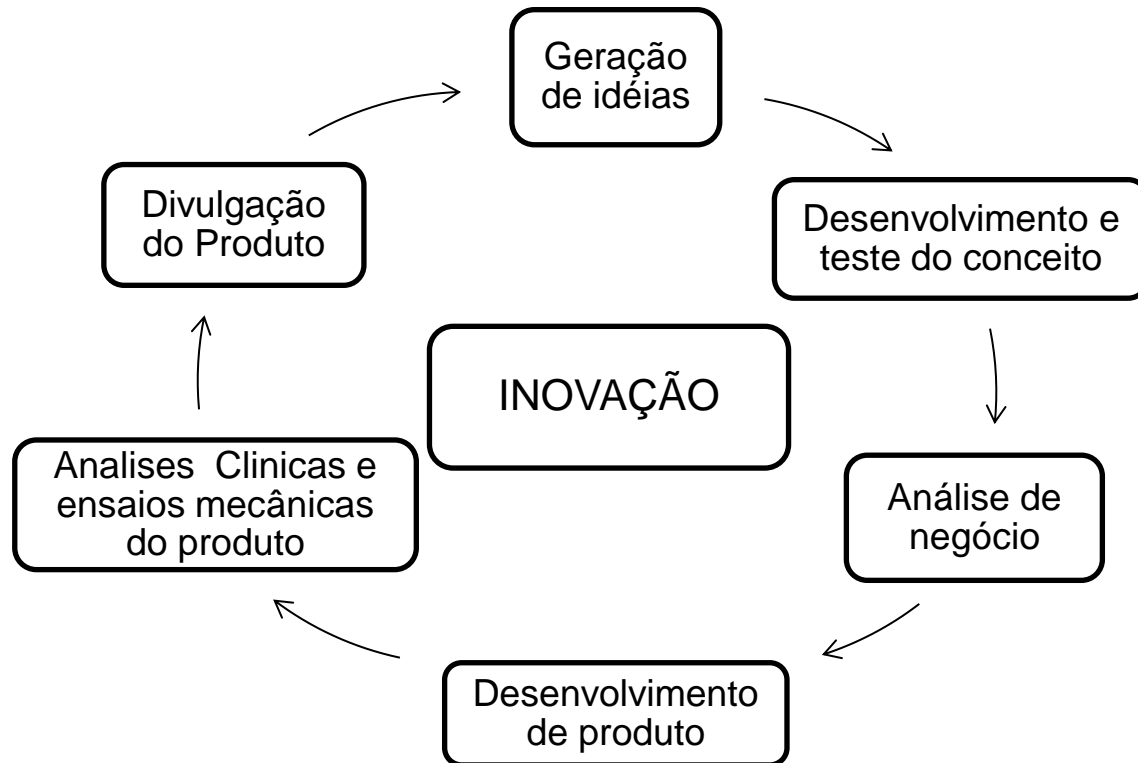 Geração
de idéias
Desenvolvimento e
teste do conceito
Análise de
negócio
Desenvolvimento
de produto
Analises  Clinicas e
ensaios mecânicas
do produto
Divulgação
do Produto
INOVAÇÃO